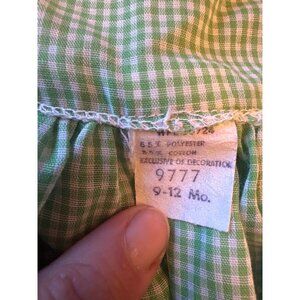 65% POLYESTER
35% COTTON
EXCLUSIVE OF DECORATION
9777
9-12 Mo.